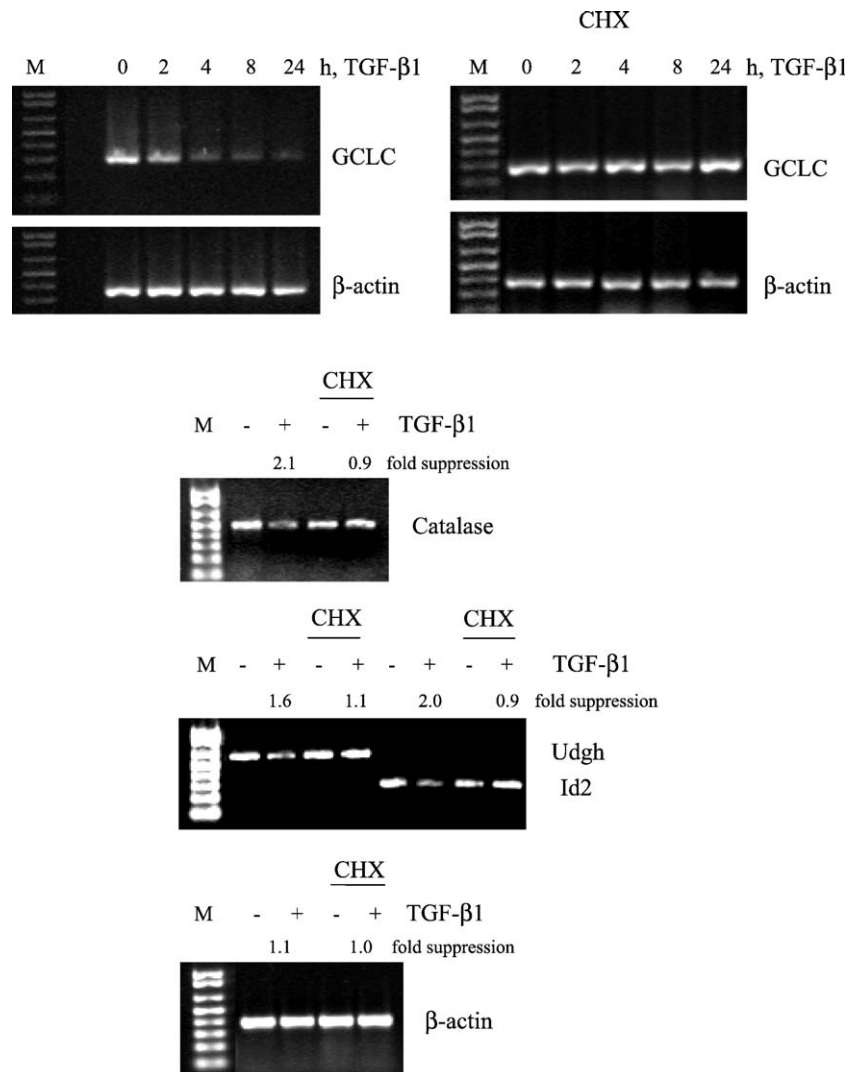 CHX
M 0 2 4 8 24 h, TGF-β1
M 0 2 4 8 24 h, TGF-β1
GCLC
GCLC
β-actin
β-actin
CHX
M - + - + TGF-β1
2.1 0.9 fold suppression
Catalase
CHX CHX
M - + - + - + - + TGF-β1
1.6 1.1 2.0 0.9 fold suppression
Udgh
Id2
CHX
M - + - + TGF-β1
1.1 1.0 fold suppression
β-actin